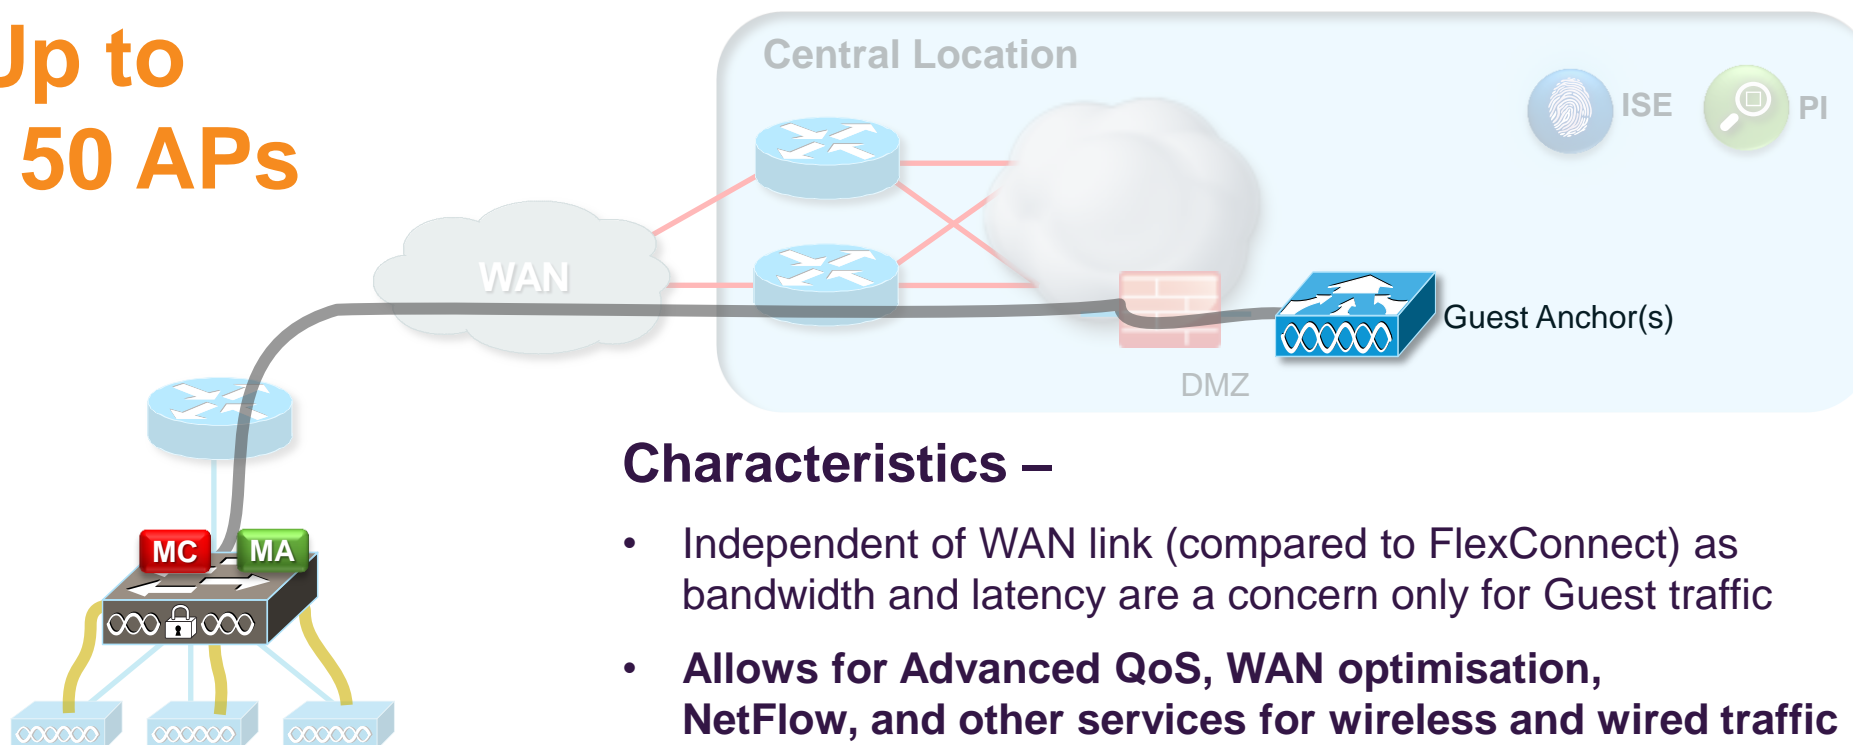 Up to
50 APs
Central Location
ISE
PI
WAN
Guest Anchor(s)
DMZ
MC
MA
Characteristics –
• Independent of WAN link (compared to FlexConnect) as
bandwidth and latency are a concern only for Guest traffic
• Allows for Advanced QoS, WAN optimisation,
NetFlow, and other services for wireless and wired traffic